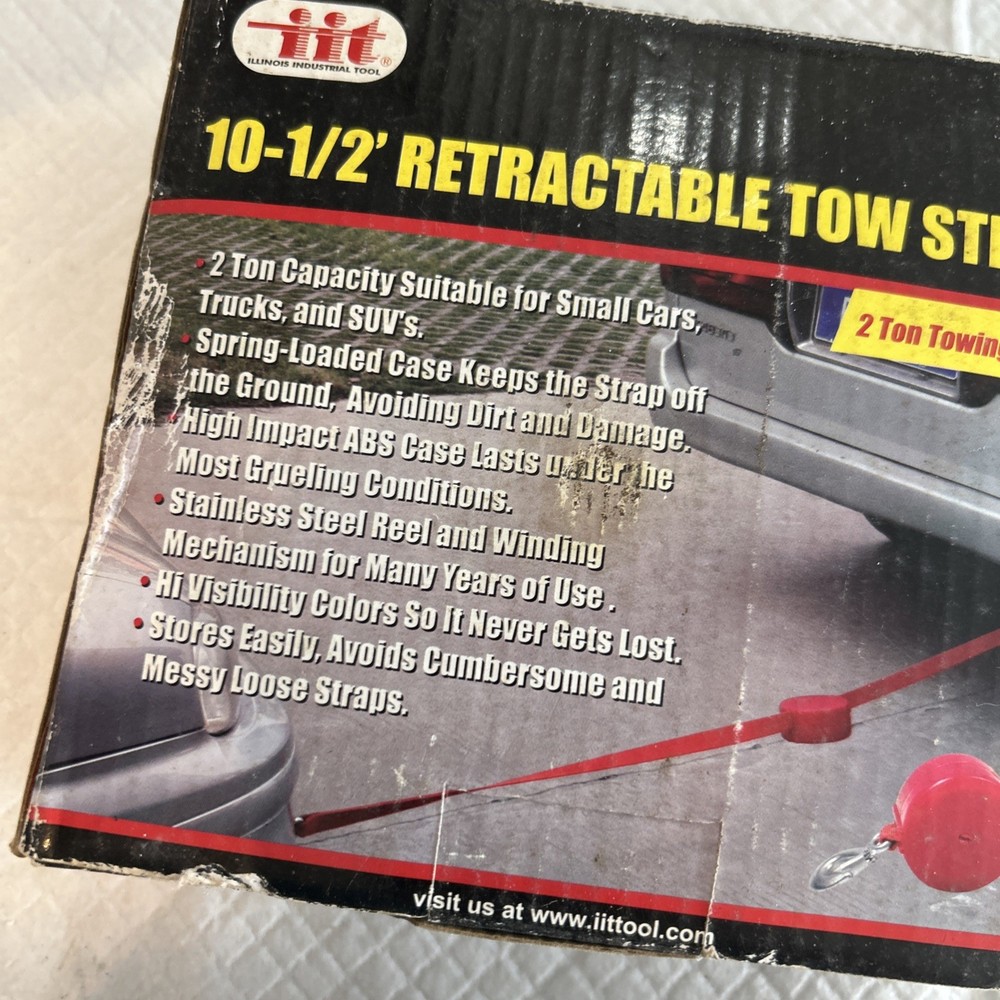 iit®
ILLINOIS INDUSTRIAL TOOL
10-1/2' RETRACTABLE TOW
2 Ton Towing
• 2 Ton Capacity Suitable for Small Cars,
Trucks, and SUV's.
• Spring-Loaded Case Keeps the Strap off
the Ground, Avoiding Dirt and Damage.
• High Impact ABS Case Lasts under the
Most Grueling Conditions.
• Stainless Steel Reel and Winding
Mechanism for Many Years of Use .
• Hi Visibility Colors So It Never Gets Lost.
• Stores Easily, Avoids Cumbersome and
Messy Loose Straps.
visit us at www.iittool.com